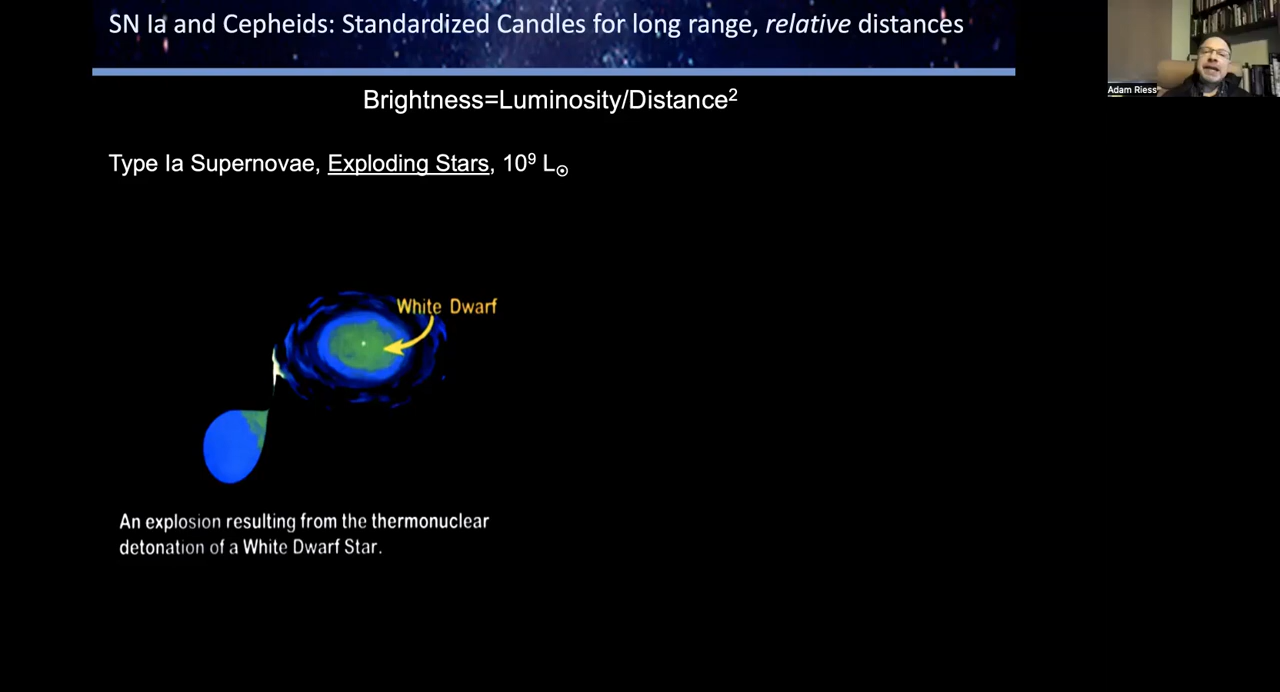 SN Ia and Cepheids: Standardized Candles for long range, relative distances
Adam Riess
Brightness=Luminosity/Distance²
Type Ia Supernovae, Exploding Stars, 10⁹ L☉
White Dwarf
An explosion resulting from the thermonuclear
detonation of a White Dwarf Star.